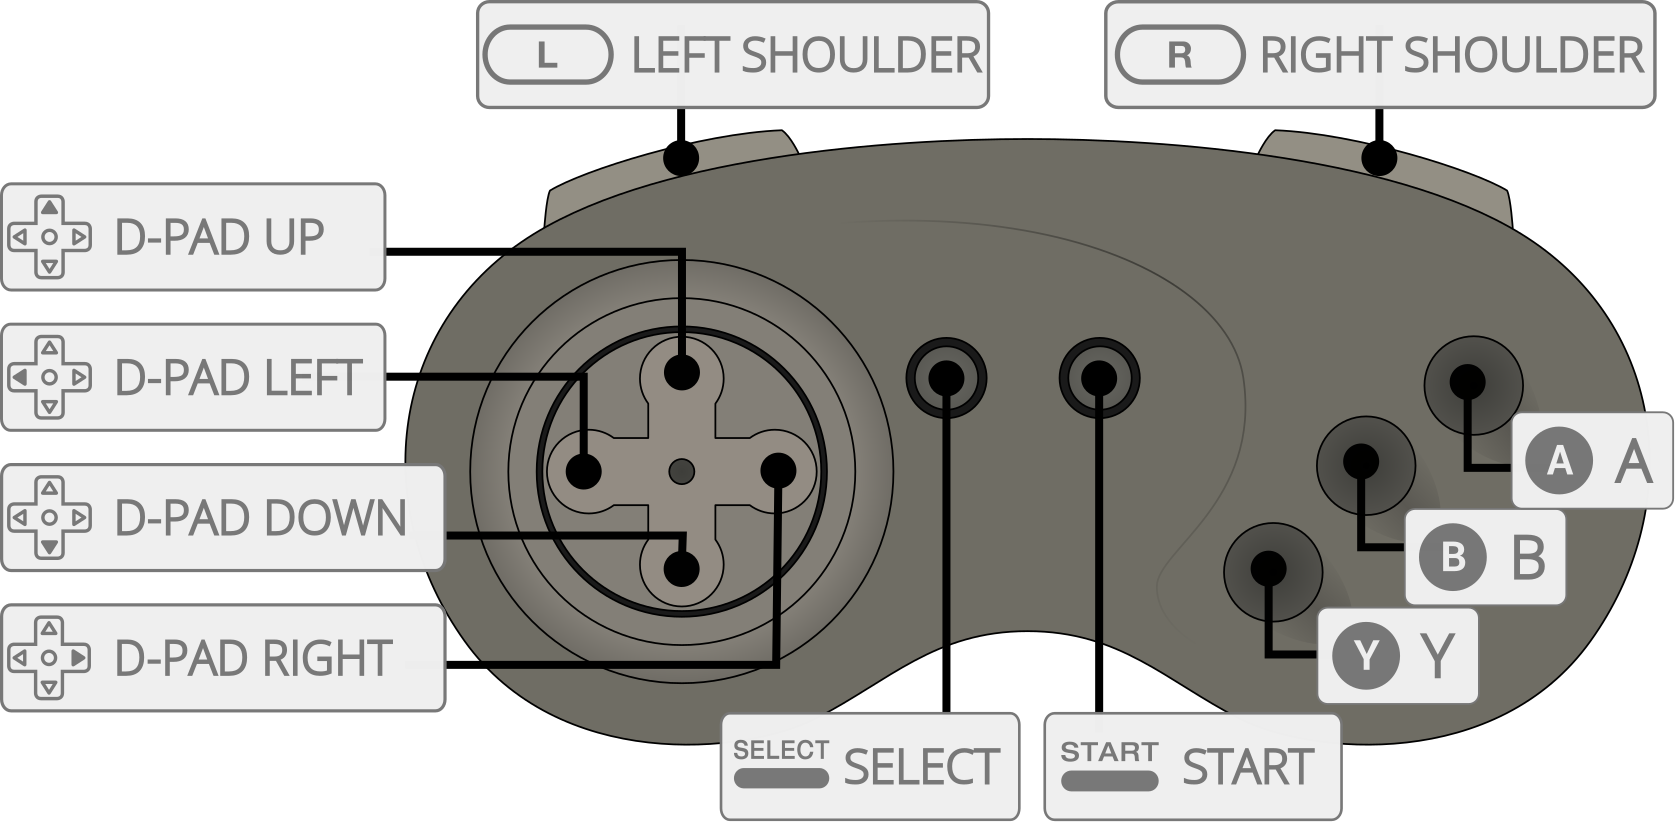 L LEFT SHOULDER
R RIGHT SHOULDER
D-PAD UP
D-PAD LEFT
D-PAD DOWN
D-PAD RIGHT
A A
B B
Y Y
SELECT SELECT
START START